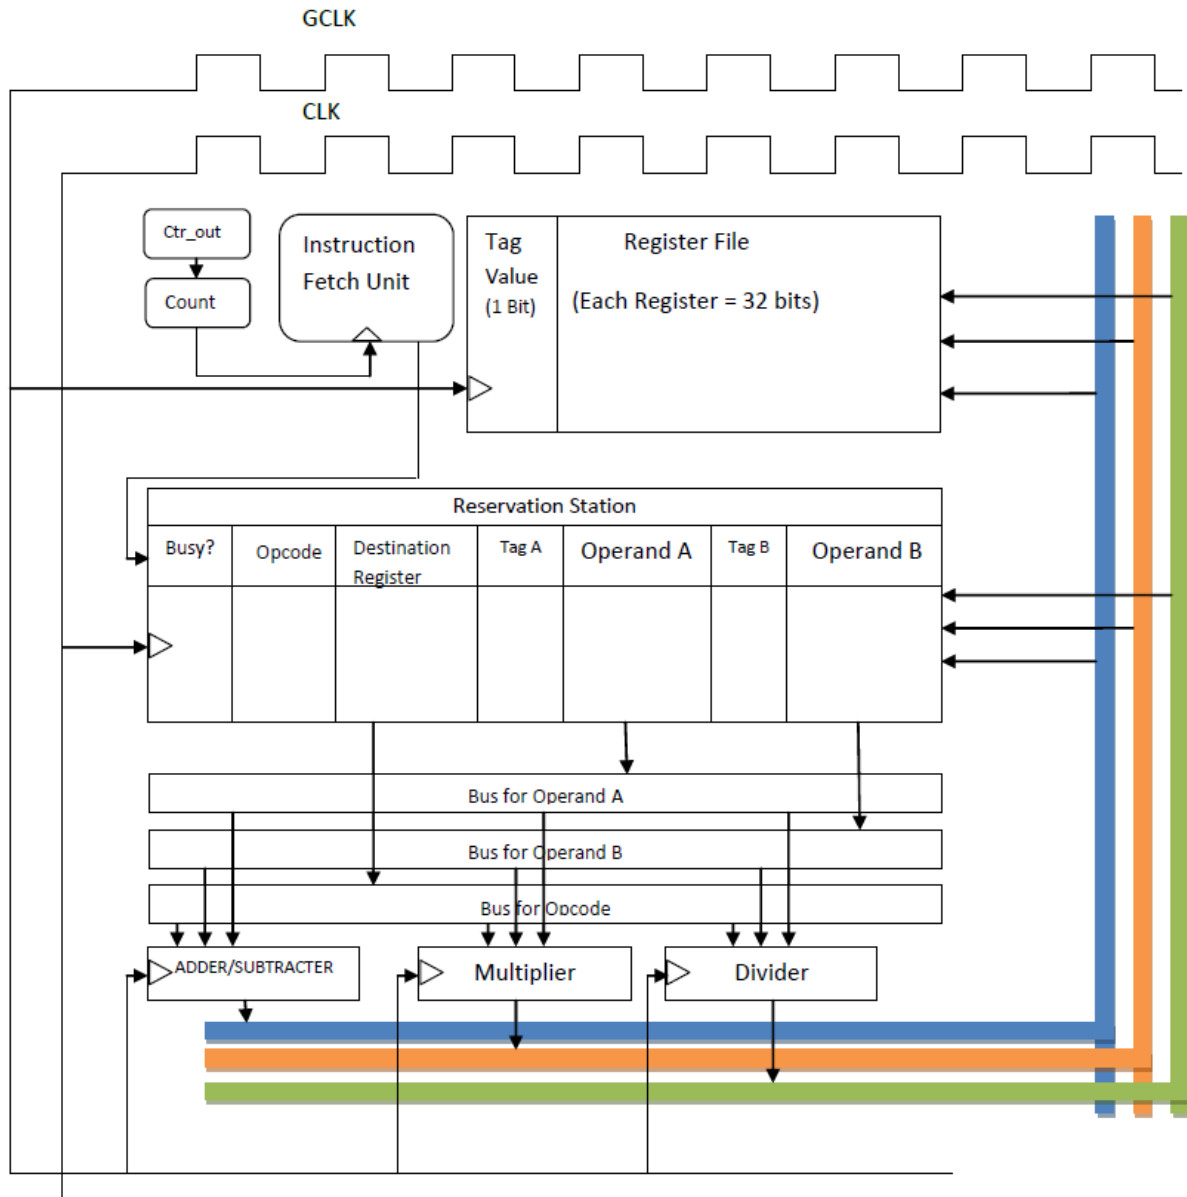 GCLK
CLK
Ctr_out
Count
Instruction
Fetch Unit
Tag
Value
(1 Bit)
Register File
(Each Register = 32 bits)
Reservation Station
Busy?
Opcode
Destination
Register
Tag A
Operand A
Tag B
Operand B
Bus for Operand A
Bus for Operand B
Bus for Opcode
ADDER/SUBTRACTER
Multiplier
Divider